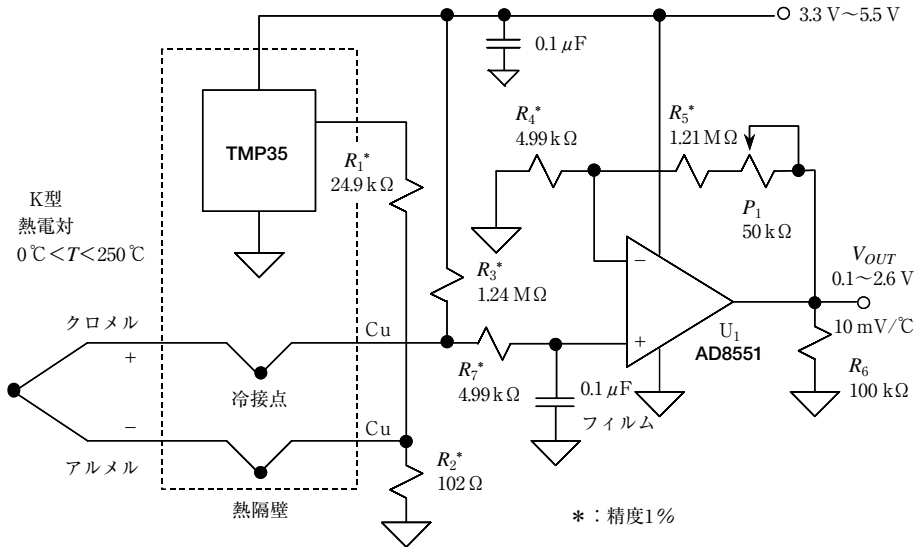 3.3 V～5.5 V
0.1 μF
R4*
4.99 kΩ
R5*
1.21 MΩ
TMP35
R1*
24.9 kΩ
K型
熱電対
0℃<T<250℃
P1
50 kΩ
R3*
1.24 MΩ
VOUT
0.1～2.6 V
−
+
U1
AD8551
10 mV/℃
クロメル
+
Cu
冷接点
R7*
4.99 kΩ
0.1 μF
フィルム
R6
100 kΩ
−
アルメル
Cu
熱隔壁
R2*
102 Ω
*：精度1％